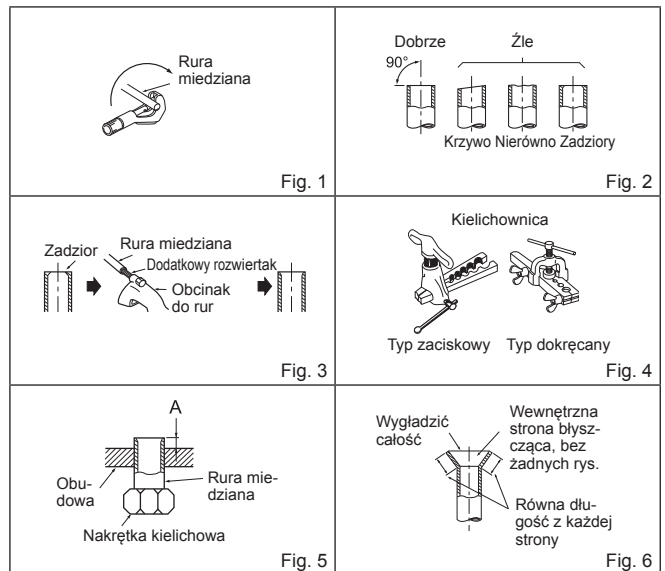 Rura
miedziana
Fig. 1
Dobrze
Źle
90°
Krzywo Nierówno Zadziory
Fig. 2
Zadzior
Rura miedziana
Dodatkowy rozwiertak
Obcinak
do rur
Fig. 3
Kielichownica
Typ zaciskowy
Typ dokręcany
Fig. 4
A
Obu-
dowa
Rura mie-
dziana
Nakrętka kielichowa
Fig. 5
Wygładzić
całość
Wewnętrzna
strona błysz-
cząca, bez
żadnych rys.
Równa dłu-
gość z każdej
strony
Fig. 6